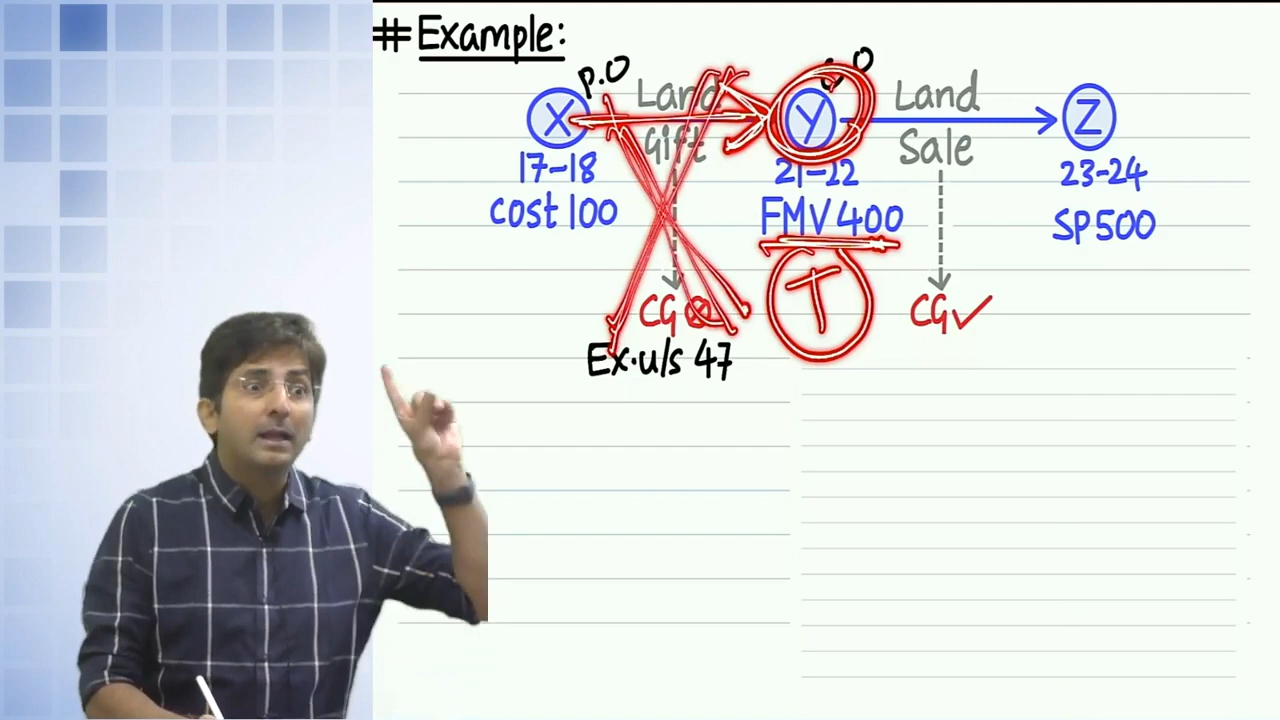 # Example:
P.O
O
X Land Y Land Z
Gift Sale
17-18 21-22 23-24
Cost 100 FMV 400 SP 500
T
CG CG✓
Ex. u/s 47